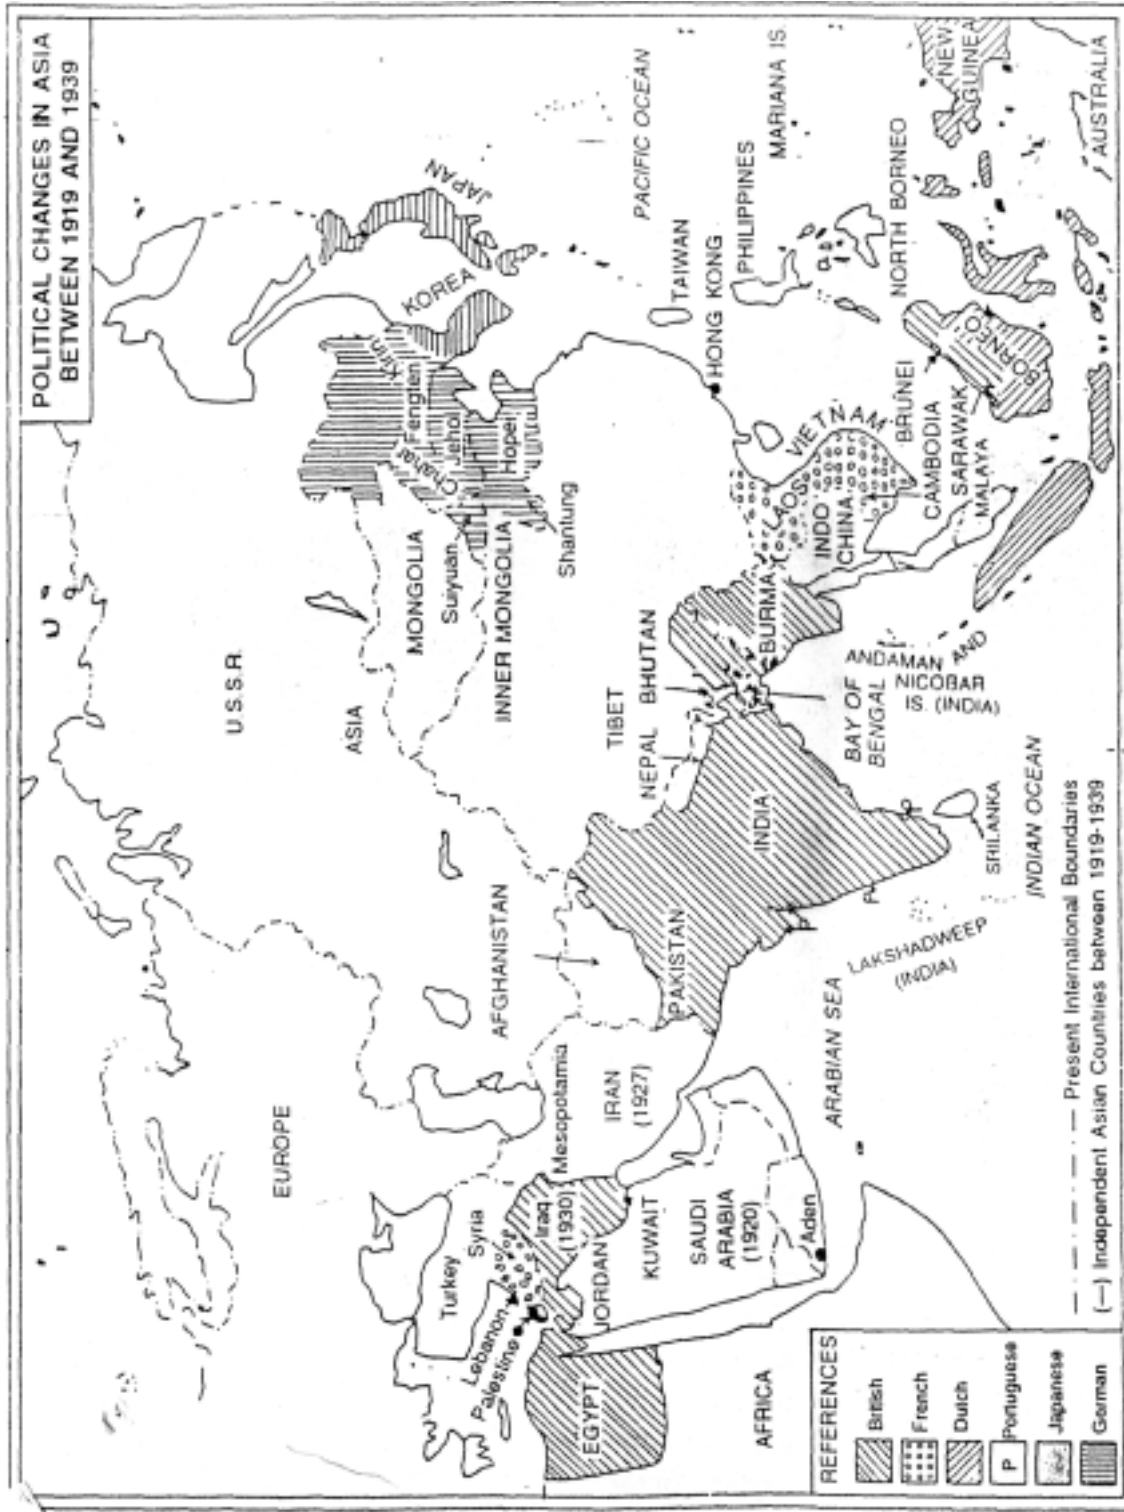 POLITICAL CHANGES IN ASIA
BETWEEN 1919 AND 1939
U.S.S.R.
EUROPE
ASIA
MONGOLIA
Suiyuan
INNER MONGOLIA
Kirin
Fengtien
Chahar
Jehol
Hopei
Shantung
KOREA
JAPAN
PACIFIC OCEAN
TAIWAN
HONG KONG
PHILIPPINES
MARIANA IS.
NEW
GUINEA
AUSTRALIA
NORTH BORNEO
BORNEO
BRUNEI
SARAWAK
MALAYA
CAMBODIA
VIETNAM
LAOS
INDO
CHINA
BURMA
BHUTAN
TIBET
NEPAL
INDIA
PAKISTAN
AFGHANISTAN
IRAN
(1927)
Mesopotamia
Iraq
(1930)
Syria
Turkey
Lebanon
Palestine
JORDAN
KUWAIT
SAUDI
ARABIA
(1920)
Aden
EGYPT
AFRICA
ARABIAN SEA
LAKSHADWEEP
(INDIA)
P
SRILANKA
INDIAN OCEAN
BAY OF
BENGAL
ANDAMAN AND
NICOBAR
IS. (INDIA)
REFERENCES
British
French
Dutch
P Portuguese
Japanese
German
Present International Boundaries
(—) Independent Asian Countries between 1919-1939